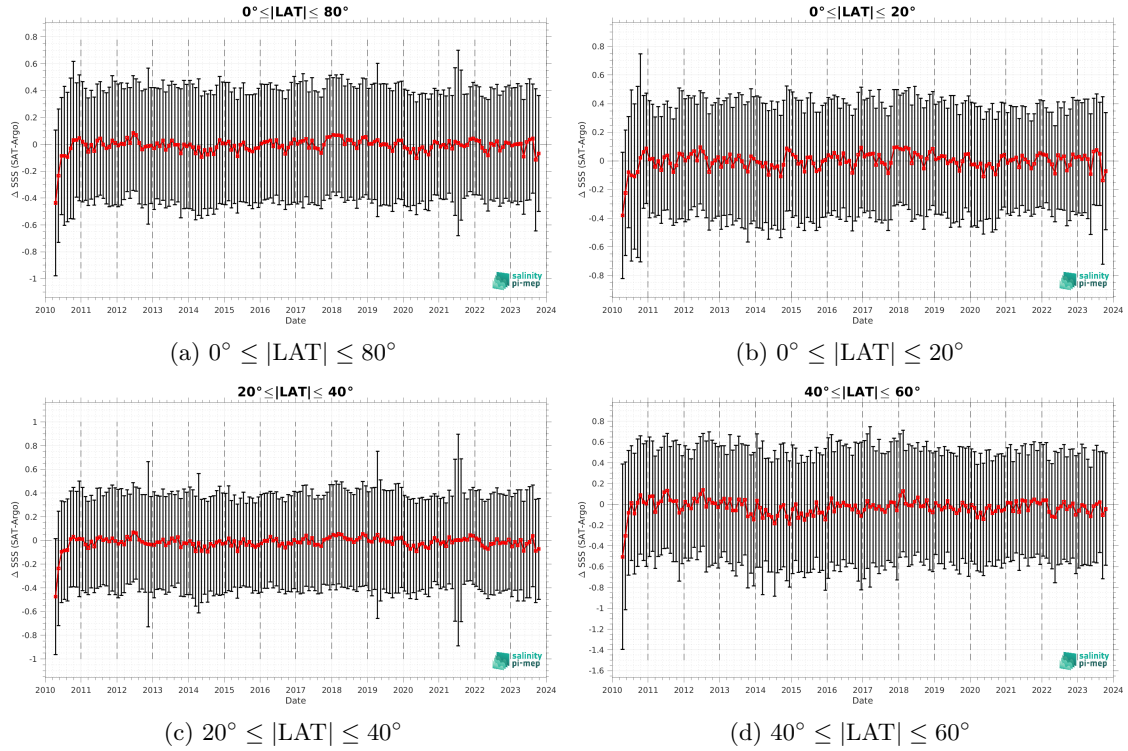 0°≤|LAT|≤ 80°
0.8
0.6
0.4
0.2
0
-0.2
-0.4
-0.6
-0.8
-1
Δ SSS (SAT-Argo)
2010 2011 2012 2013 2014 2015 2016 2017 2018 2019 2020 2021 2022 2023 2024
Date
salinity
pi-mep
(a) 0° ≤ |LAT| ≤ 80°
0°≤|LAT|≤ 20°
0.8
0.6
0.4
0.2
0
-0.2
-0.4
-0.6
-0.8
Δ SSS (SAT-Argo)
2010 2011 2012 2013 2014 2015 2016 2017 2018 2019 2020 2021 2022 2023 2024
Date
salinity
pi-mep
(b) 0° ≤ |LAT| ≤ 20°
20°≤|LAT|≤ 40°
1
0.8
0.6
0.4
0.2
0
-0.2
-0.4
-0.6
-0.8
-1
Δ SSS (SAT-Argo)
2010 2011 2012 2013 2014 2015 2016 2017 2018 2019 2020 2021 2022 2023 2024
Date
salinity
pi-mep
(c) 20° ≤ |LAT| ≤ 40°
40°≤|LAT|≤ 60°
0.8
0.6
0.4
0.2
0
-0.2
-0.4
-0.6
-0.8
-1
-1.2
-1.4
-1.6
Δ SSS (SAT-Argo)
2010 2011 2012 2013 2014 2015 2016 2017 2018 2019 2020 2021 2022 2023 2024
Date
salinity
pi-mep
(d) 40° ≤ |LAT| ≤ 60°